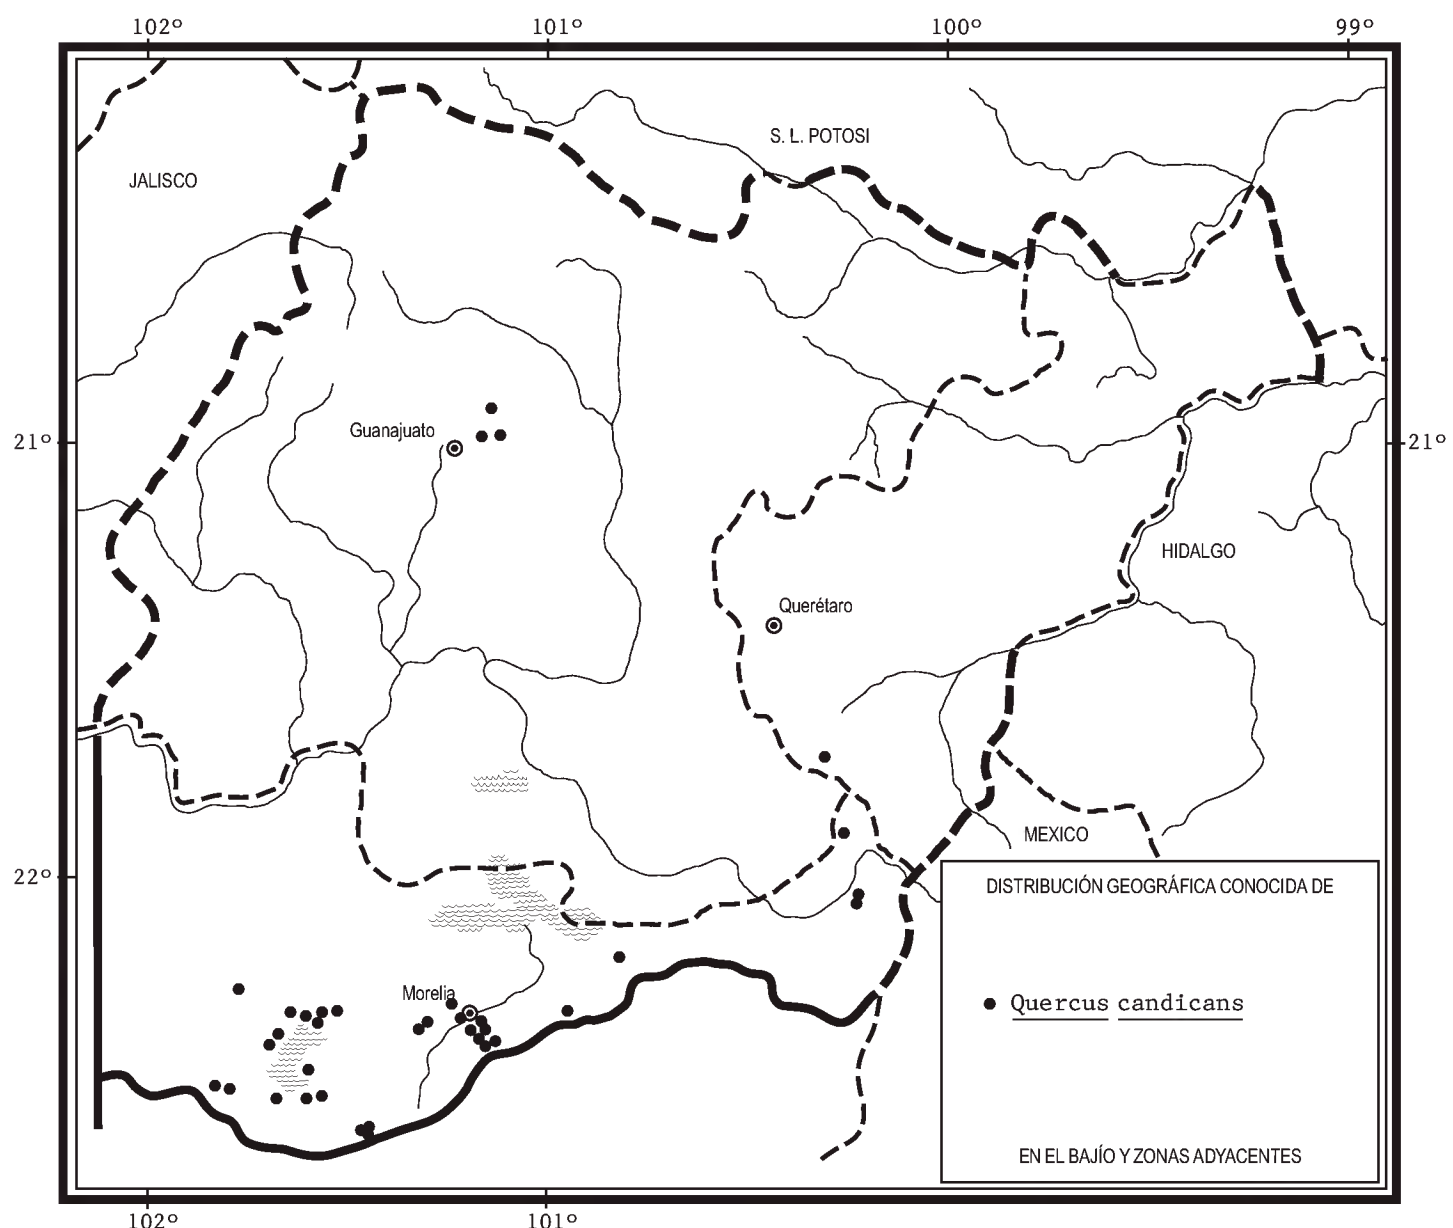 102° 101° 100° 99°
S. L. POTOSI
JALISCO
Guanajuato
21° 21°
HIDALGO
Querétaro
MEXICO
22°
DISTRIBUCIÓN GEOGRÁFICA CONOCIDA DE
Morelia
Quercus candicans
EN EL BAJÍO Y ZONAS ADYACENTES
102° 101°